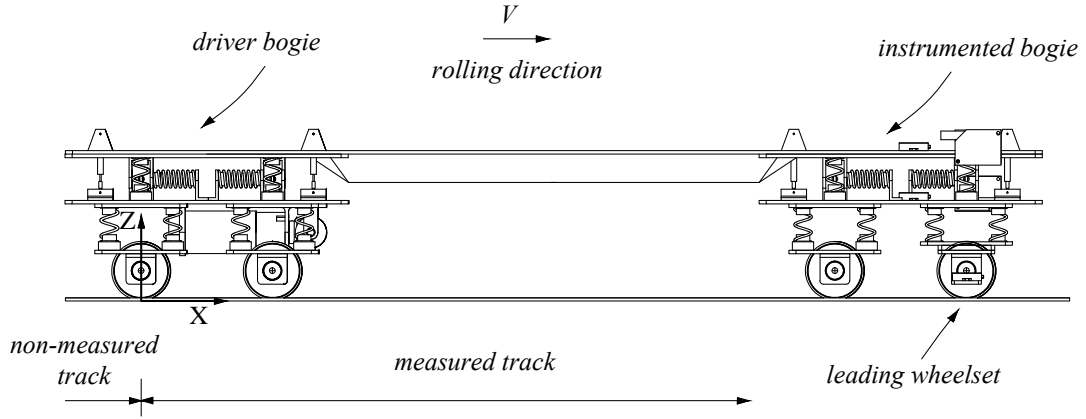 V
driver bogie
rolling direction
instrumented bogie
Z
X
non-measured
track
measured track
leading wheelset